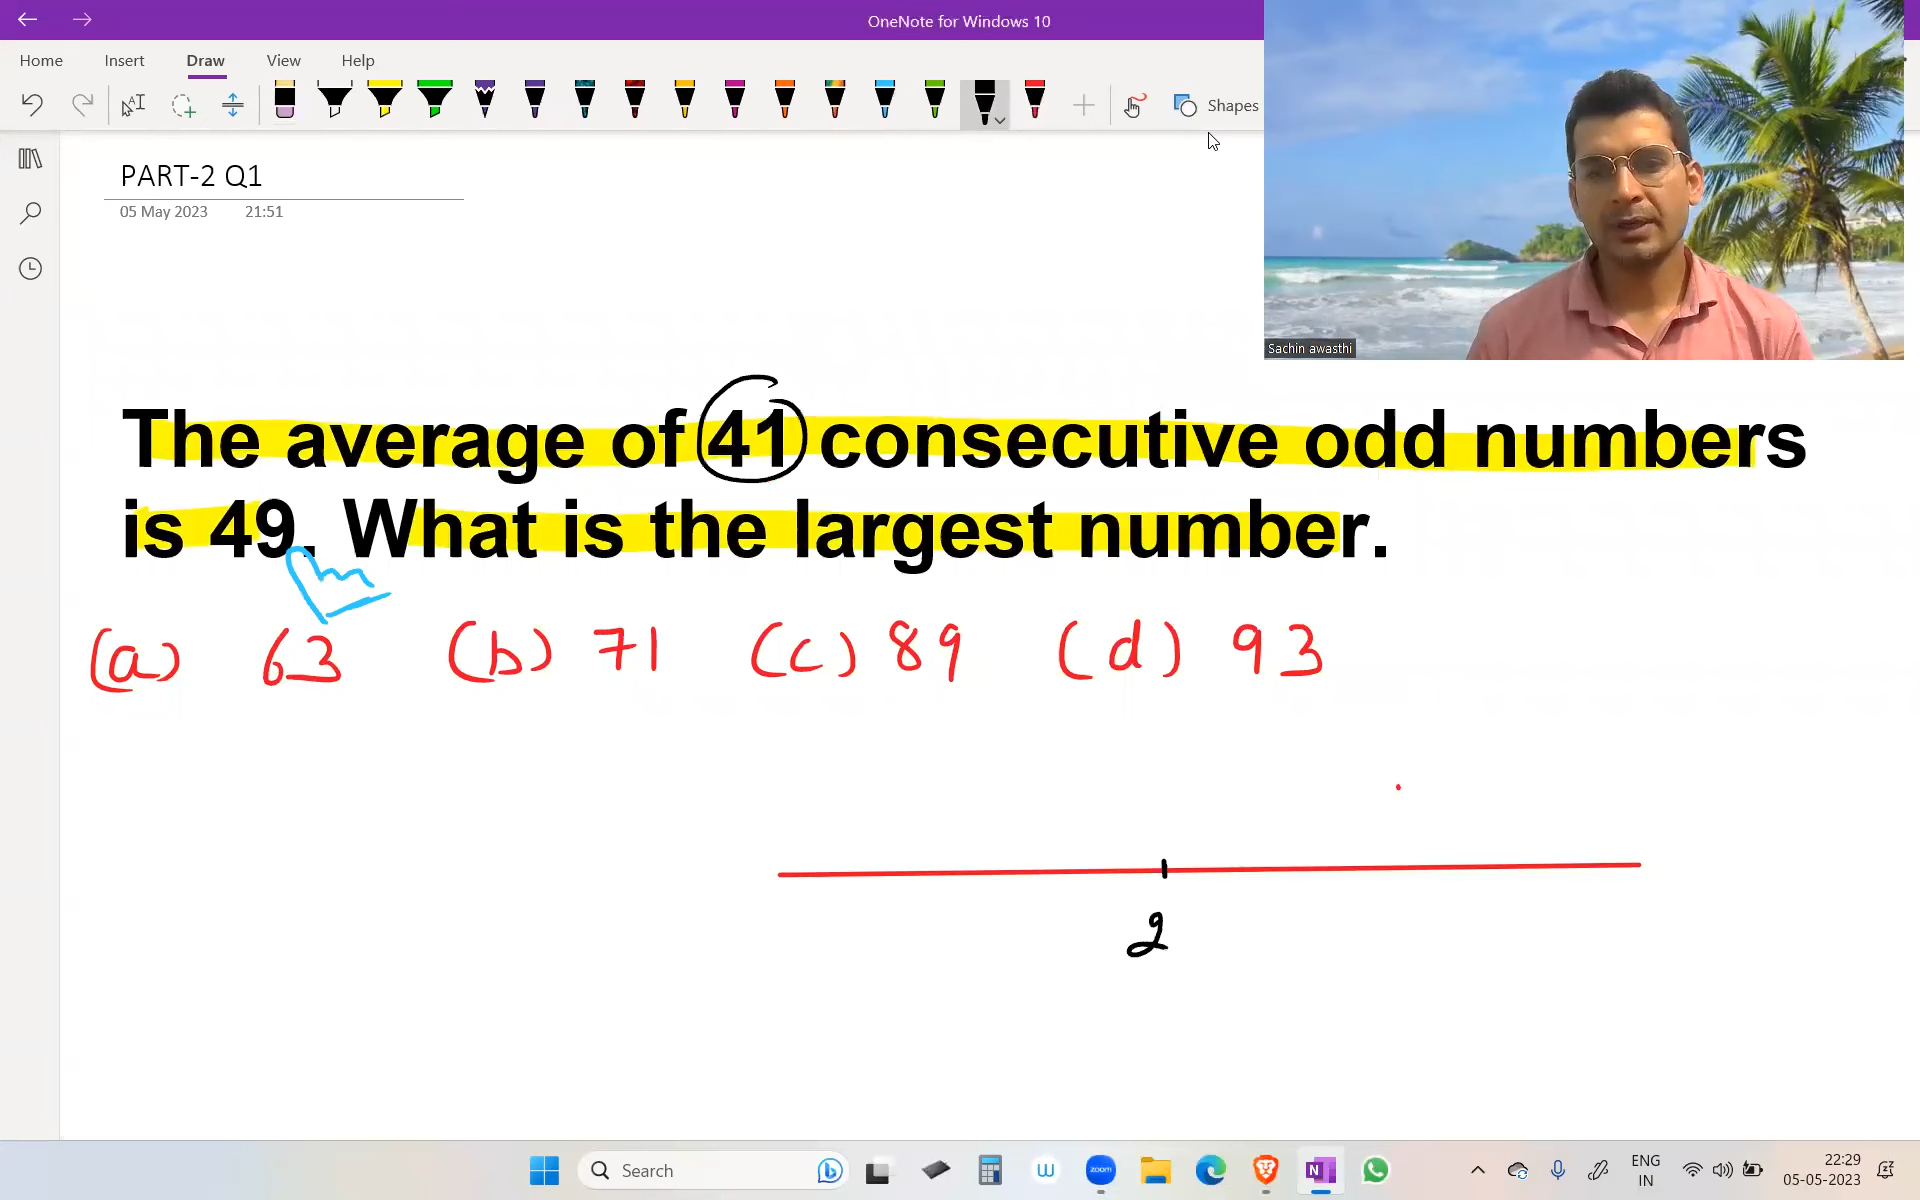 OneNote for Windows 10
Home Insert Draw View Help
Shapes
PART-2 Q1
05 May 2023 21:51
Sachin awasthi
The average of 41 consecutive odd numbers
is 49. What is the largest number.
(a) 63 (b) 71 (c) 89 (d) 93
2
Search
zoom
N
ENG
IN
22:29
05-05-2023